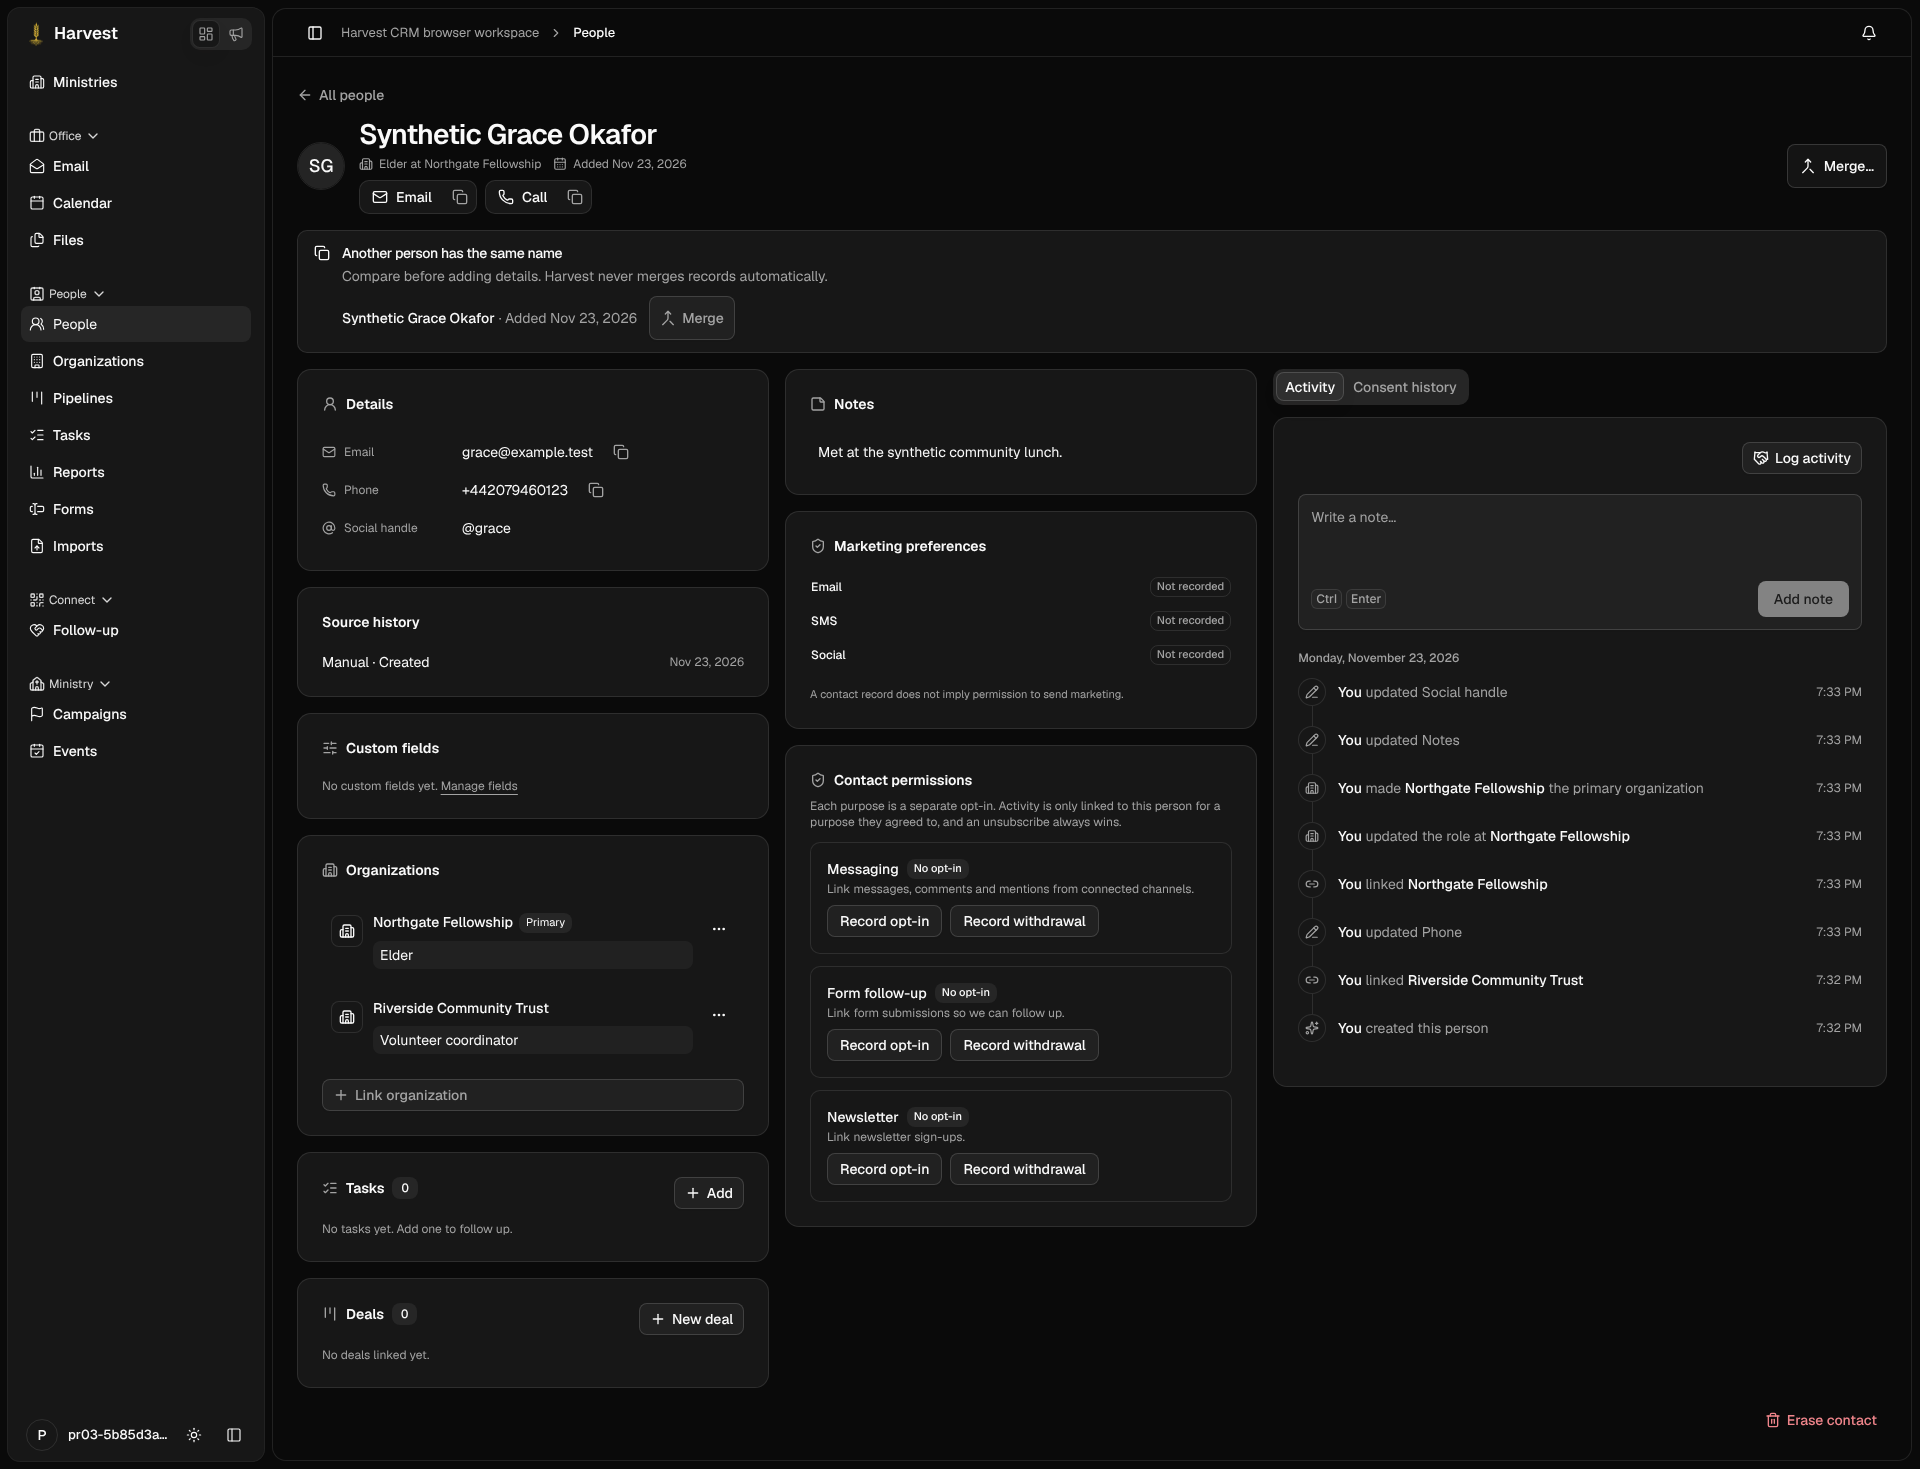 Harvest
Ministries
Office
Email
Calendar
Files
People
People
Organizations
Pipelines
Tasks
Reports
Forms
Imports
Connect
Follow-up
Ministry
Campaigns
Events
P
pr03-5b85d3a...
Harvest CRM browser workspace
People
All people
SG
Synthetic Grace Okafor
Elder at Northgate Fellowship
Added Nov 23, 2026
Email
Call
Merge...
Another person has the same name
Compare before adding details. Harvest never merges records automatically.
Synthetic Grace Okafor · Added Nov 23, 2026
Merge
Details
Email
grace@example.test
Phone
+442079460123
Social handle
@grace
Source history
Manual · Created
Nov 23, 2026
Custom fields
No custom fields yet. Manage fields
Organizations
Northgate Fellowship
Primary
Elder
Riverside Community Trust
Volunteer coordinator
Link organization
Tasks
0
Add
No tasks yet. Add one to follow up.
Deals
0
New deal
No deals linked yet.
Notes
Met at the synthetic community lunch.
Marketing preferences
Email
Not recorded
SMS
Not recorded
Social
Not recorded
A contact record does not imply permission to send marketing.
Contact permissions
Each purpose is a separate opt-in. Activity is only linked to this person for a
purpose they agreed to, and an unsubscribe always wins.
Messaging
No opt-in
Link messages, comments and mentions from connected channels.
Record opt-in
Record withdrawal
Form follow-up
No opt-in
Link form submissions so we can follow up.
Record opt-in
Record withdrawal
Newsletter
No opt-in
Link newsletter sign-ups.
Record opt-in
Record withdrawal
Activity
Consent history
Log activity
Write a note...
Ctrl
Enter
Add note
Monday, November 23, 2026
You updated Social handle
7:33 PM
You updated Notes
7:33 PM
You made Northgate Fellowship the primary organization
7:33 PM
You updated the role at Northgate Fellowship
7:33 PM
You linked Northgate Fellowship
7:33 PM
You updated Phone
7:33 PM
You linked Riverside Community Trust
7:32 PM
You created this person
7:32 PM
Erase contact